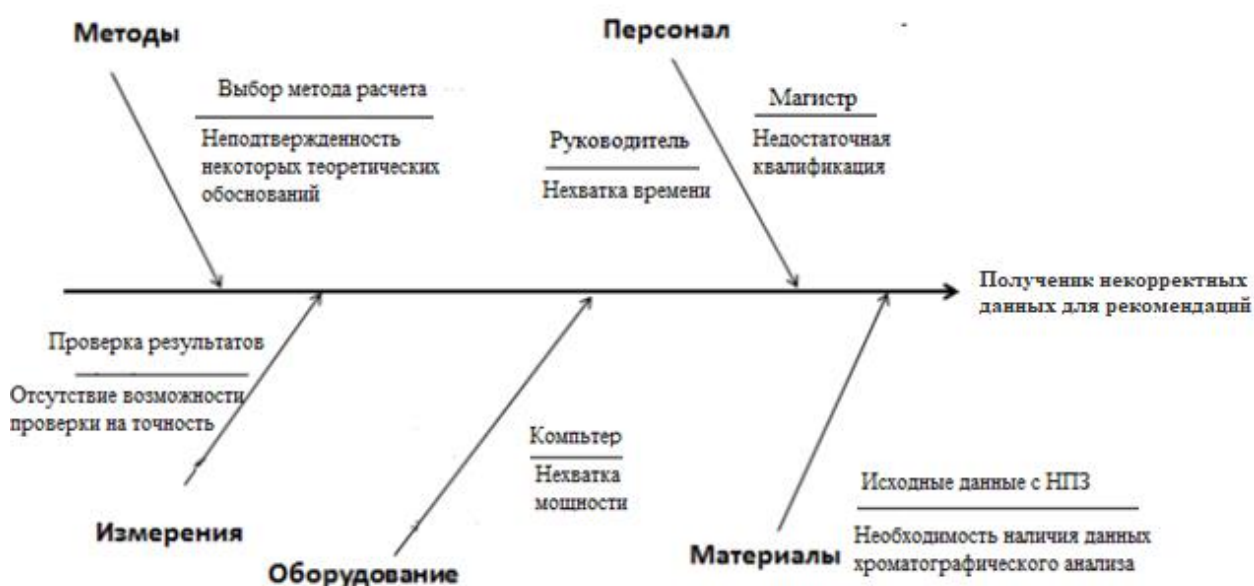 Методы
Персонал
Выбор метода расчета
Неподтвержденность
некоторых теоретических
обоснований
Руководитель
Нехватка времени
Магистр
Недостаточная
квалификация
Полученик некорректных
данных для рекомендаций
Проверка результатов
Отсутствие возможности
проверки на точность
Измерения
Компьтер
Нехватка
мощности
Оборудование
Исходные данные с НПЗ
Необходимость наличия данных
хроматографического анализа
Материалы